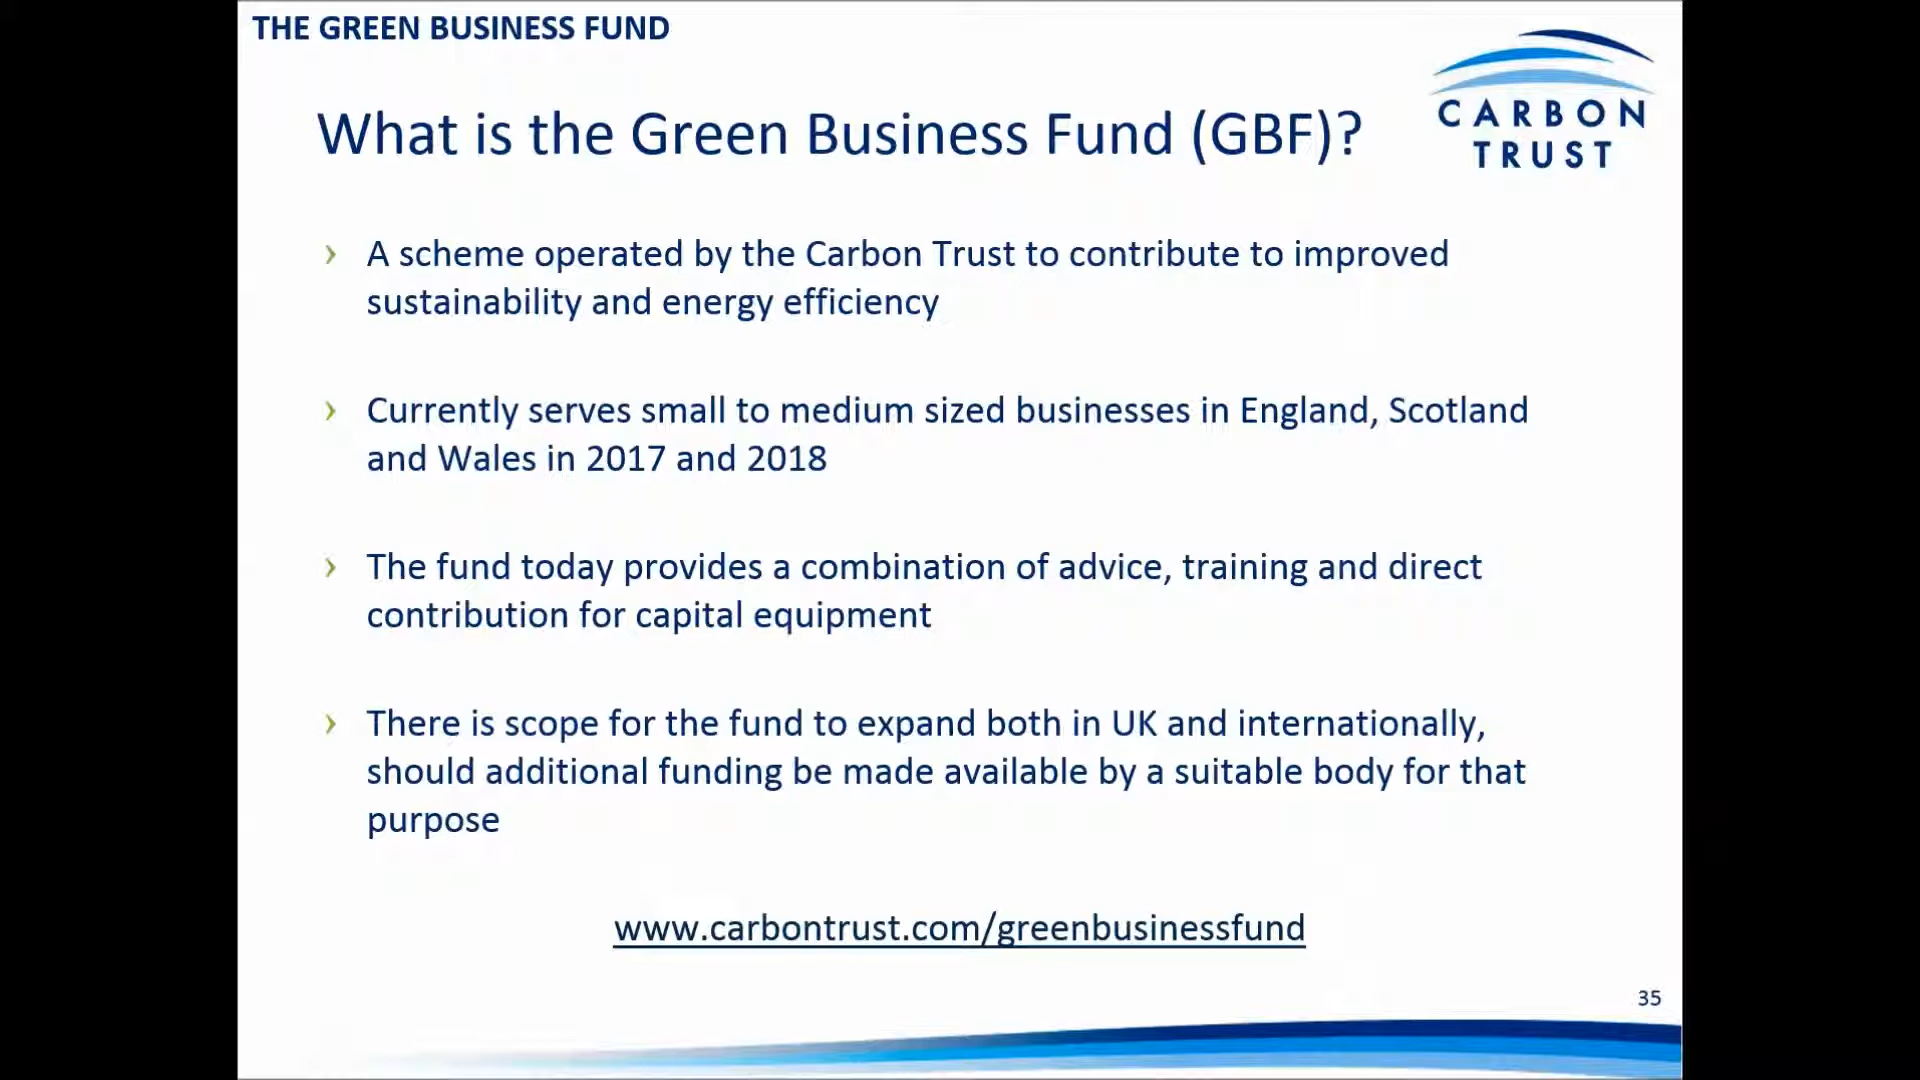 THE GREEN BUSINESS FUND
CARBON
TRUST
What is the Green Business Fund (GBF)?
› A scheme operated by the Carbon Trust to contribute to improved
sustainability and energy efficiency
› Currently serves small to medium sized businesses in England, Scotland
and Wales in 2017 and 2018
› The fund today provides a combination of advice, training and direct
contribution for capital equipment
› There is scope for the fund to expand both in UK and internationally,
should additional funding be made available by a suitable body for that
purpose
www.carbontrust.com/greenbusinessfund
35